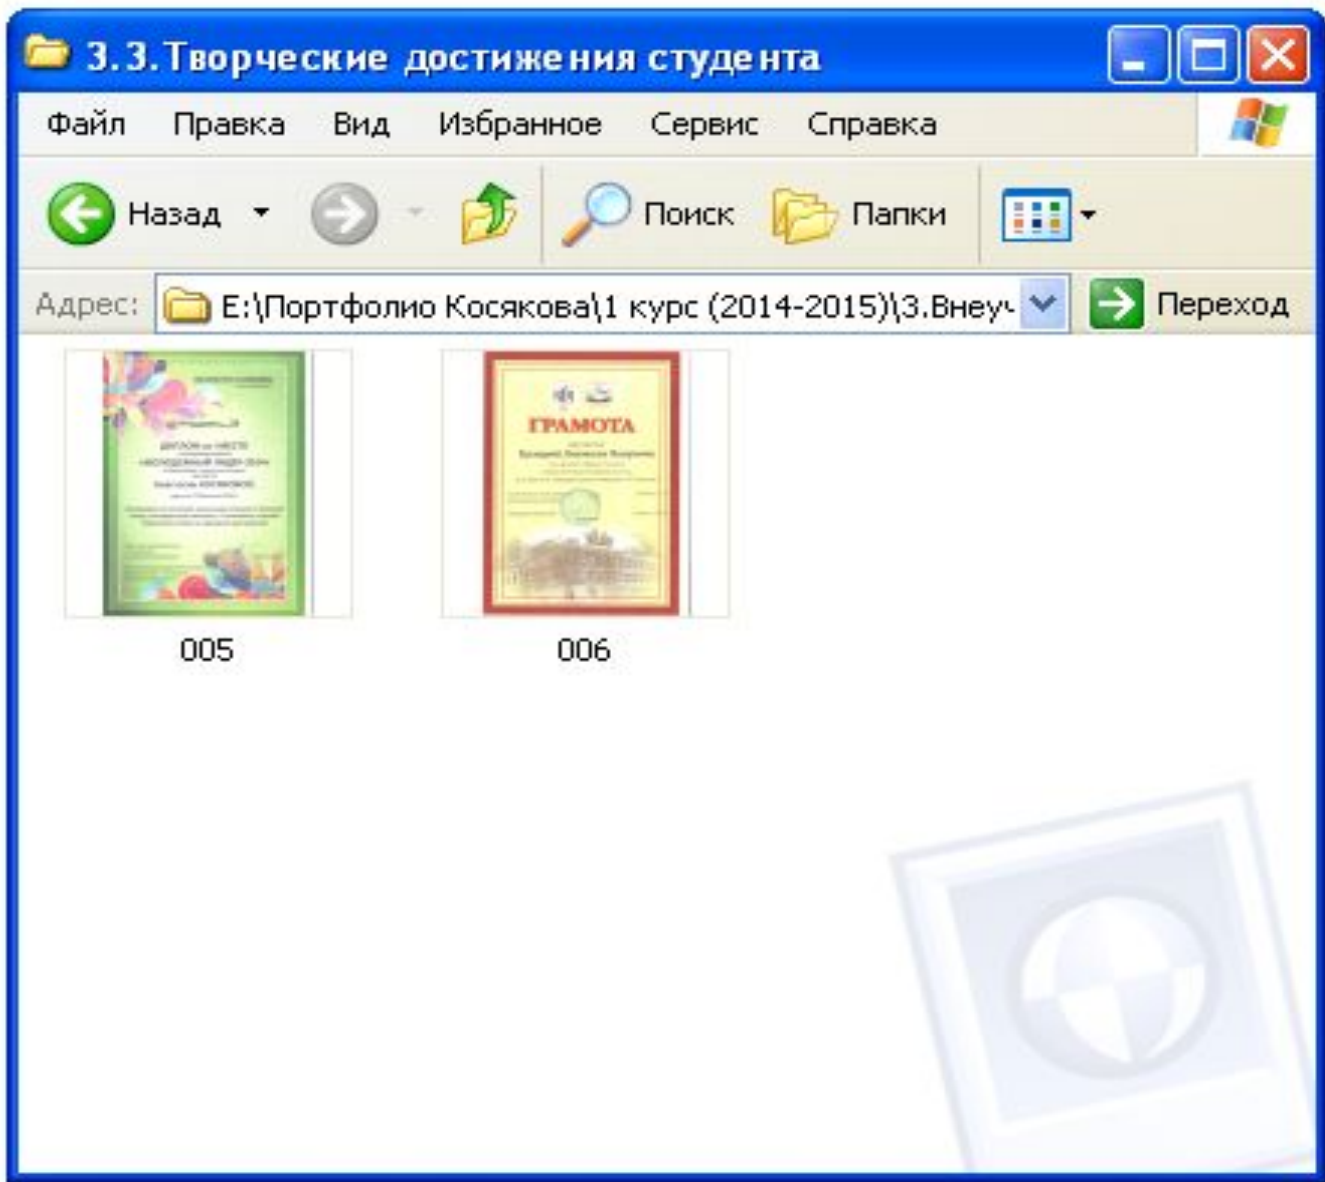 3.3.Творческие достижения студента
Файл Правка Вид Избранное Сервис Справка
Назад Поиск Папки
Адрес: E:\Портфолио Косякова\1 курс (2014-2015)\3.Внеуч Переход
ГРАМОТА
005 006